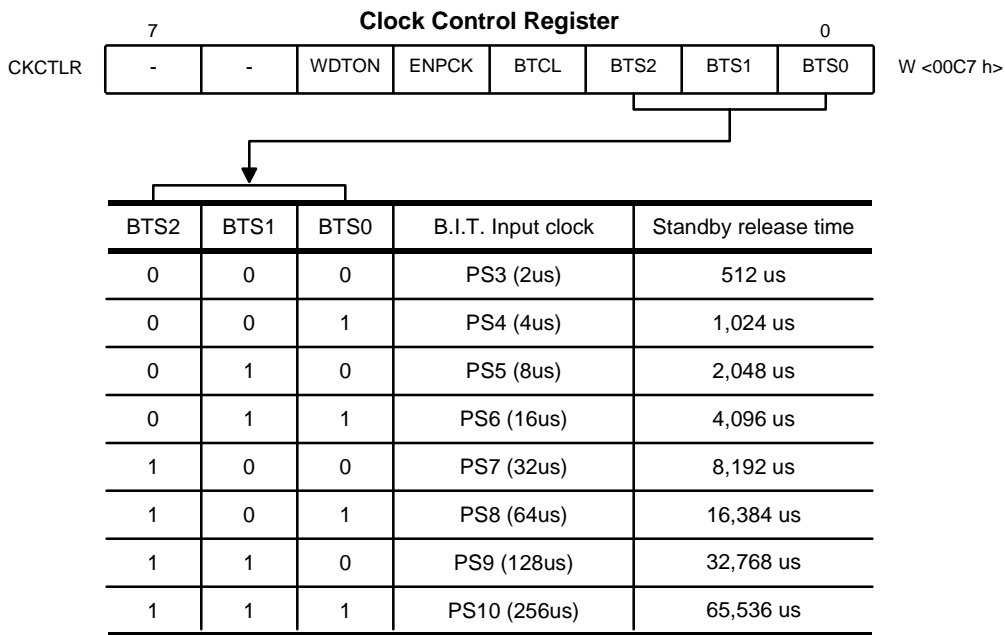 Clock Control Register
7 0
CKCTLR - - WDTON ENPCK BTCL BTS2 BTS1 BTS0 W <00C7 h>
BTS2 BTS1 BTS0 B.I.T. Input clock Standby release time
0 0 0 PS3 (2us) 512 us
0 0 1 PS4 (4us) 1,024 us
0 1 0 PS5 (8us) 2,048 us
0 1 1 PS6 (16us) 4,096 us
1 0 0 PS7 (32us) 8,192 us
1 0 1 PS8 (64us) 16,384 us
1 1 0 PS9 (128us) 32,768 us
1 1 1 PS10 (256us) 65,536 us